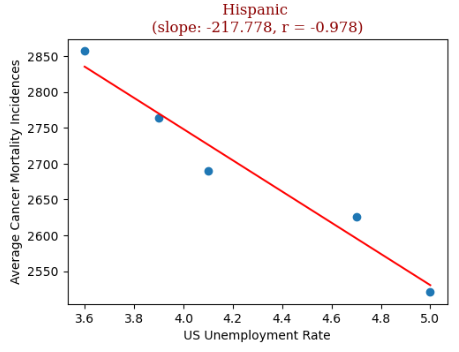 Hispanic
(slope: -217.778, r = -0.978)
Average Cancer Mortality Incidences
2850
2800
2750
2700
2650
2600
2550
3.6 3.8 4.0 4.2 4.4 4.6 4.8 5.0
US Unemployment Rate